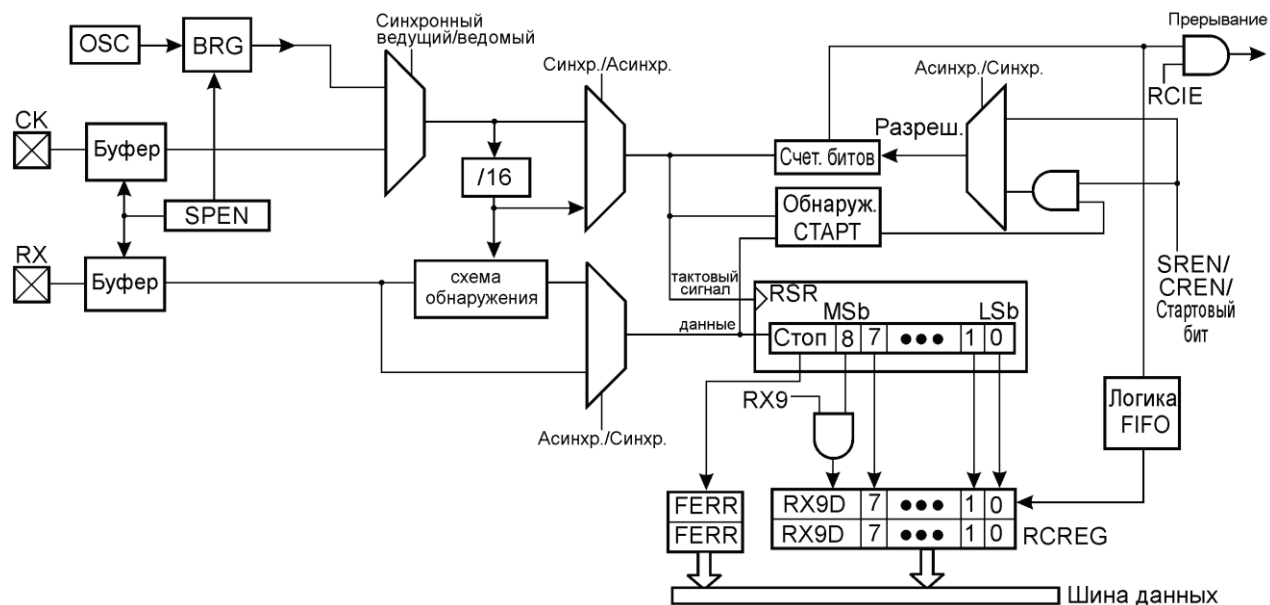 Синхронный
ведущий/ведомый
Прерывание
OSC
BRG
Синхр./Асинхр.
Асинхр./Синхр.
RCIE
CK
Буфер
Разреш.
/16
Счет. битов
SPEN
Обнаруж.
СТАРТ
RX
Буфер
схема
обнаружения
тактовый
сигнал
RSR
SREN/
CREN/
Стартовый
бит
MSb
LSb
данные
Стоп 8 7 ●●● 1 0
RX9
Логика
FIFO
Асинхр./Синхр.
FERR
RX9D 7 ●●● 1 0
FERR
RX9D 7 ●●● 1 0
RCREG
Шина данных